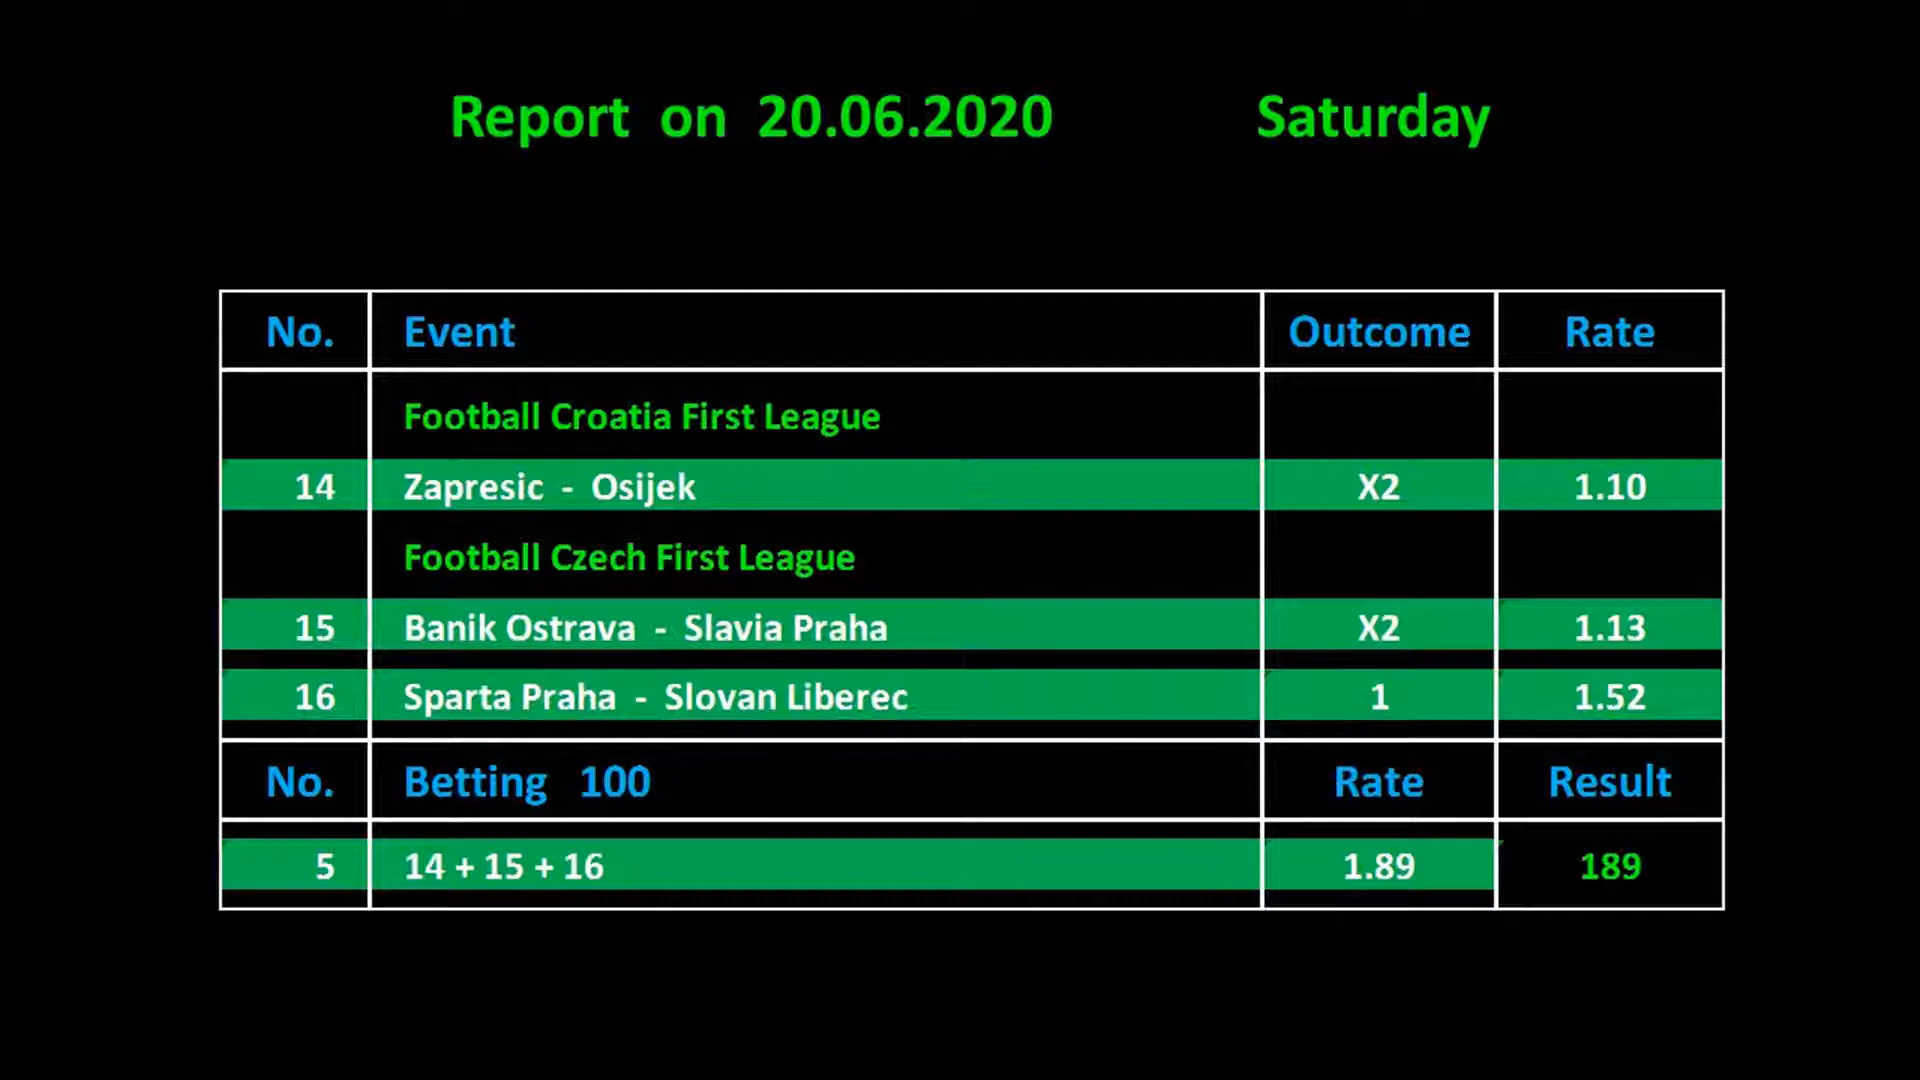 Report on 20.06.2020 Saturday
No. Event Outcome Rate
Football Croatia First League
14 Zapresic - Osijek X2 1.10
Football Czech First League
15 Banik Ostrava - Slavia Praha X2 1.13
16 Sparta Praha - Slovan Liberec 1 1.52
No. Betting 100 Rate Result
5 14 + 15 + 16 1.89 189